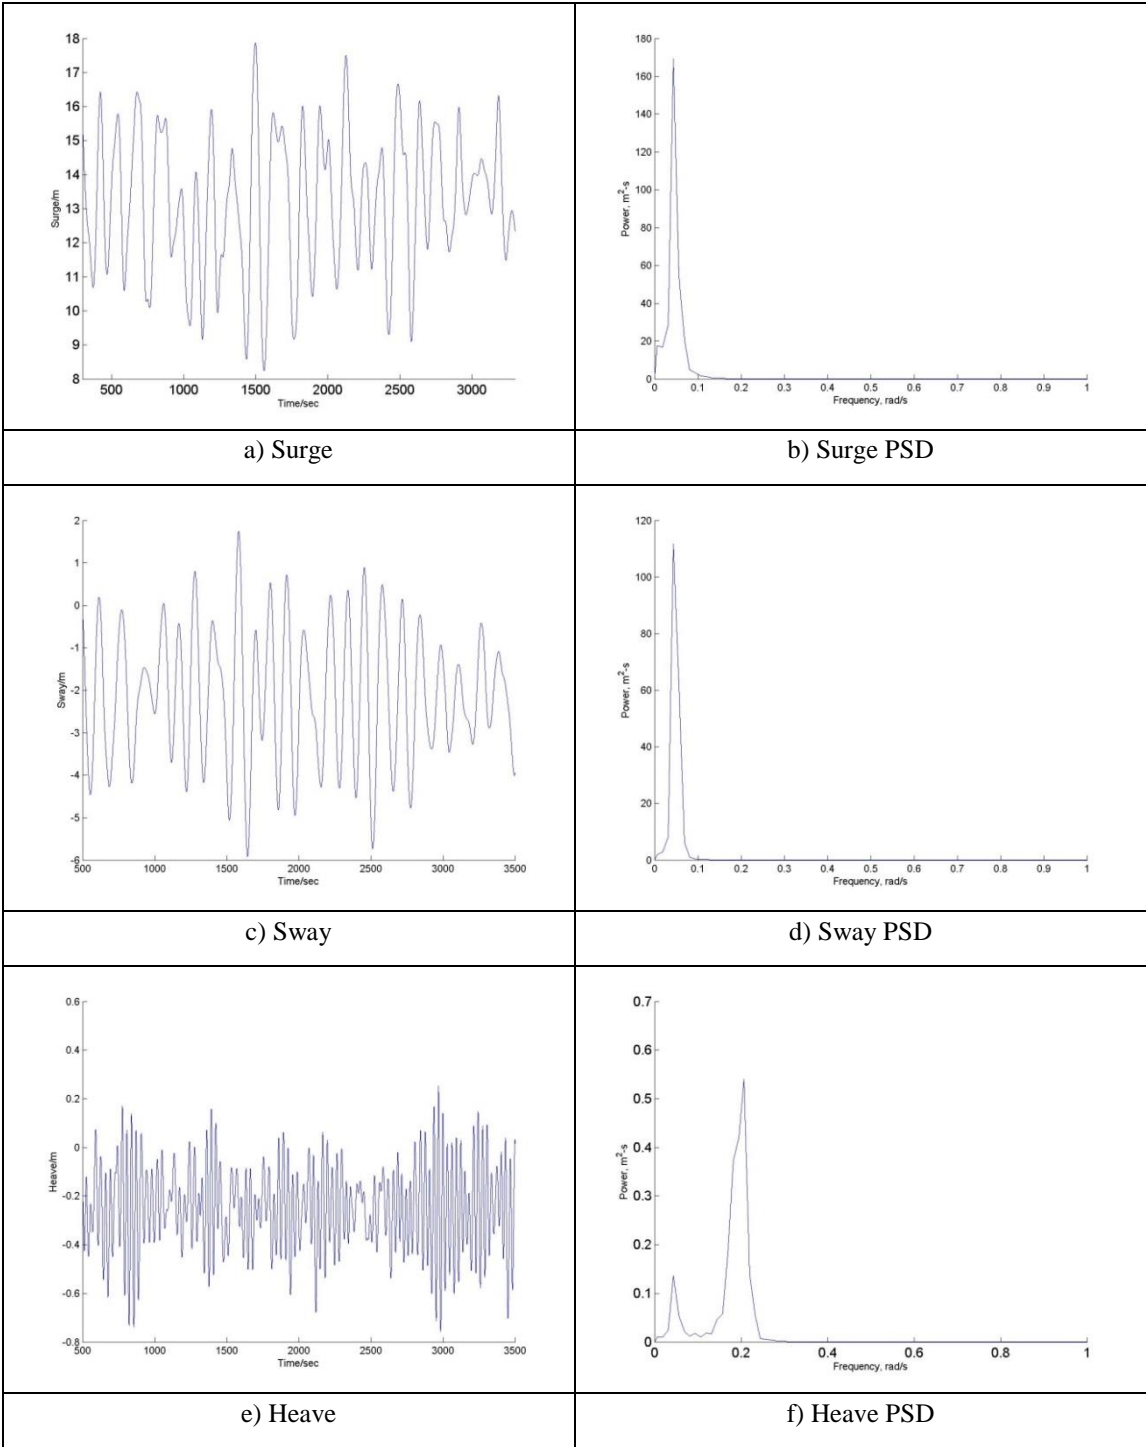 18
17
16
15
14
13
12
11
10
9
8
Surge/m
500 1000 1500 2000 2500 3000
Time/sec
180
160
140
120
100
80
60
40
20
0
Power, m²-s
0 0.1 0.2 0.3 0.4 0.5 0.6 0.7 0.8 0.9 1
Frequency, rad/s
a) Surge
b) Surge PSD
2
1
0
-1
-2
-3
-4
-5
-6
Sway/m
500 1000 1500 2000 2500 3000 3500
Time/sec
120
100
80
60
40
20
0
Power, m²-s
0 0.1 0.2 0.3 0.4 0.5 0.6 0.7 0.8 0.9 1
Frequency, rad/s
c) Sway
d) Sway PSD
0.6
0.4
0.2
0
-0.2
-0.4
-0.6
-0.8
Heave/m
500 1000 1500 2000 2500 3000 3500
Time/sec
0.7
0.6
0.5
0.4
0.3
0.2
0.1
0
Power, m²-s
0 0.2 0.4 0.6 0.8 1
Frequency, rad/s
e) Heave
f) Heave PSD